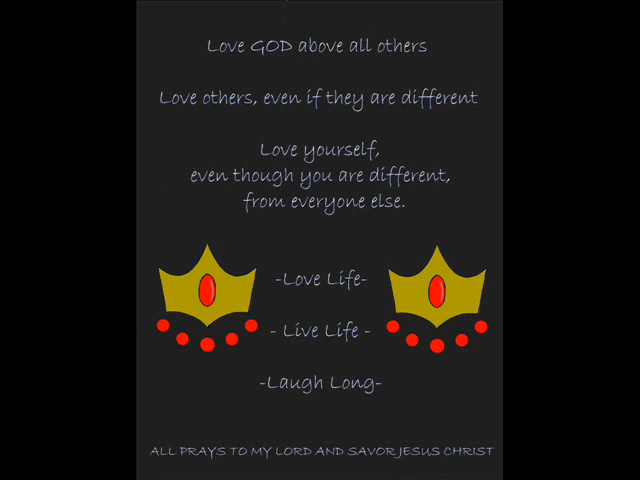 Love GOD above all others
Love others, even if they are different
Love yourself,
even though you are different,
from everyone else.
-Love Life-
- Live Life -
-Laugh Long-
ALL PRAYS TO MY LORD AND SAVOR JESUS CHRIST